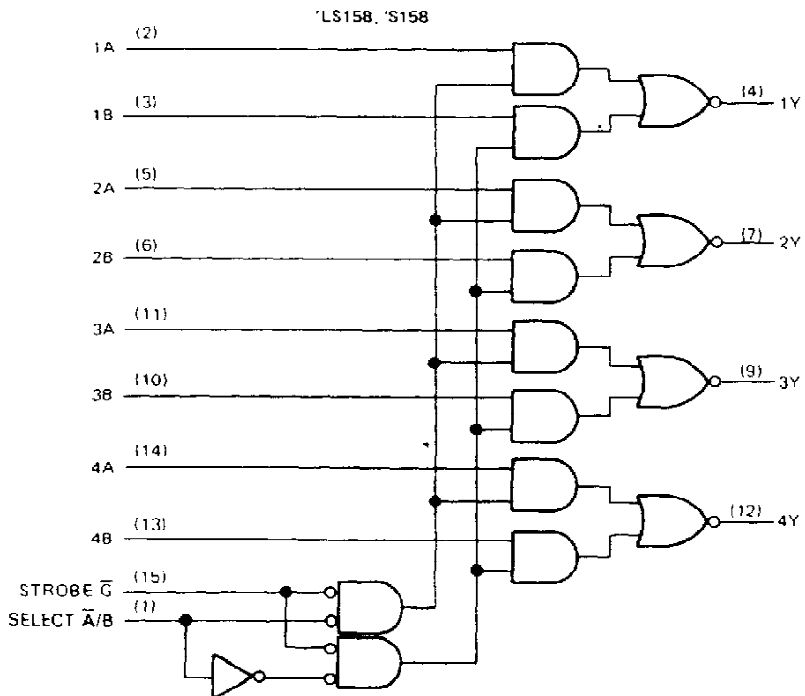 'LS158, 'S158
1A (2)
(4) 1Y
1B (3)
2A (5)
(7) 2Y
2B (6)
3A (11)
(9) 3Y
3B (10)
4A (14)
(12) 4Y
4B (13)
STROBE G̅ (15)
SELECT A̅/B (1)